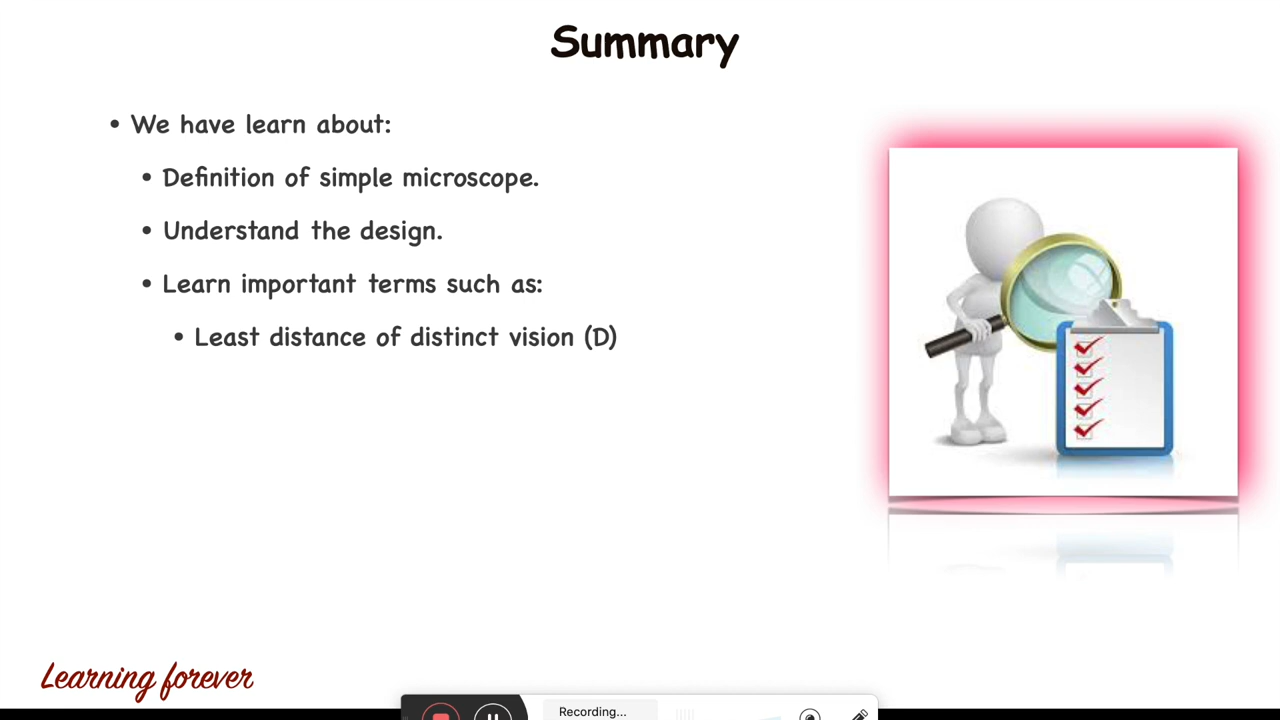 Summary
• We have learn about:
• Definition of simple microscope.
• Understand the design.
• Learn important terms such as:
• Least distance of distinct vision (D)
Learning forever
Recording...